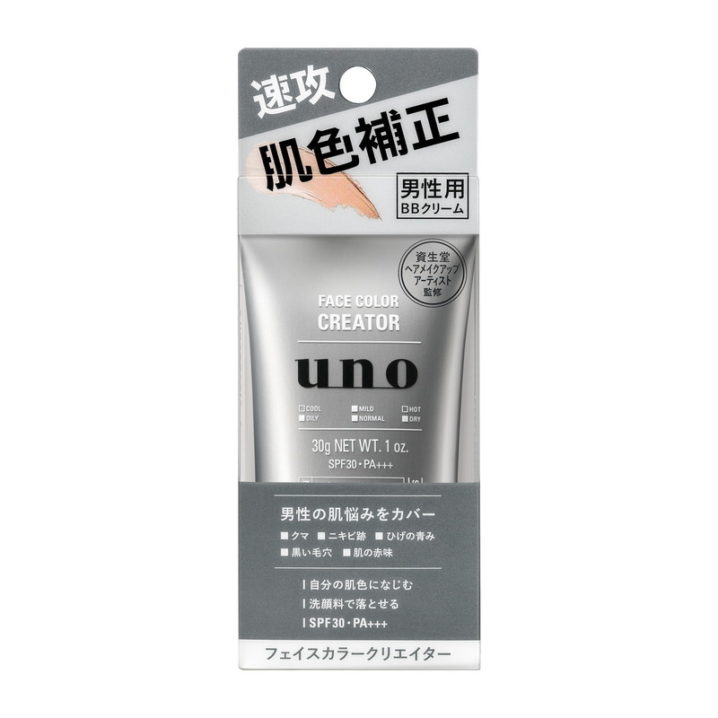 速攻
肌色補正
男性用
BBクリーム
資生堂
ヘアメイクアップ
アーティスト
監修
FACE COLOR
CREATOR
uno
COOL MILD HOT
OILY NORMAL DRY
30g NET WT. 1 oz.
SPF30・PA+++
男性の肌悩みをカバー
■クマ ■ニキビ跡 ■ひげの青み
■黒い毛穴 ■肌の赤味
自分の肌色になじむ
洗顔料で落とせる
SPF30・PA+++
フェイスカラークリエイター